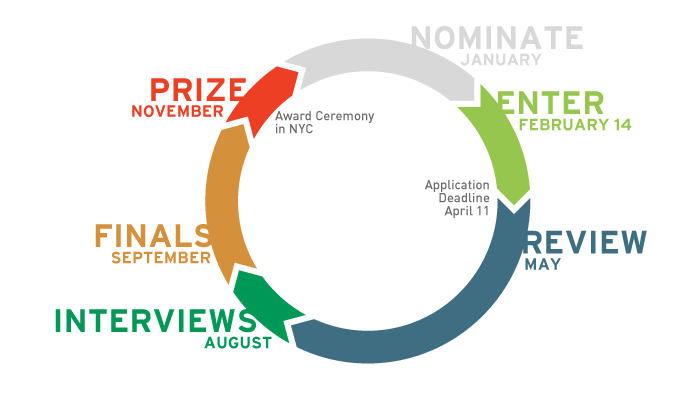 NOMINATE
JANUARY
ENTER
FEBRUARY 14
Application
Deadline
April 11
REVIEW
MAY
INTERVIEWS
AUGUST
FINALS
SEPTEMBER
PRIZE
NOVEMBER
Award Ceremony
in NYC